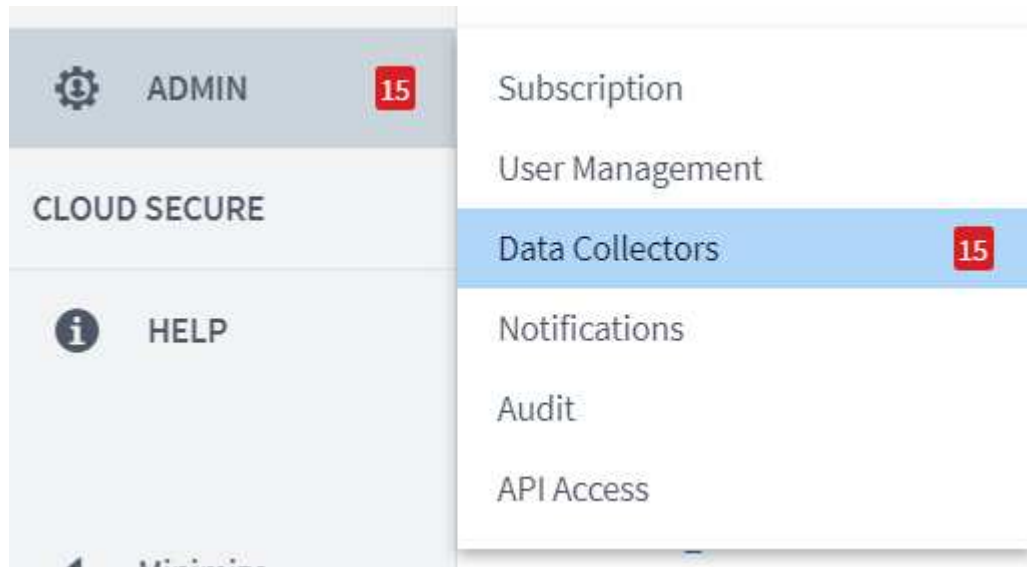 ADMIN 15
CLOUD SECURE
HELP
Subscription
User Management
Data Collectors 15
Notifications
Audit
API Access